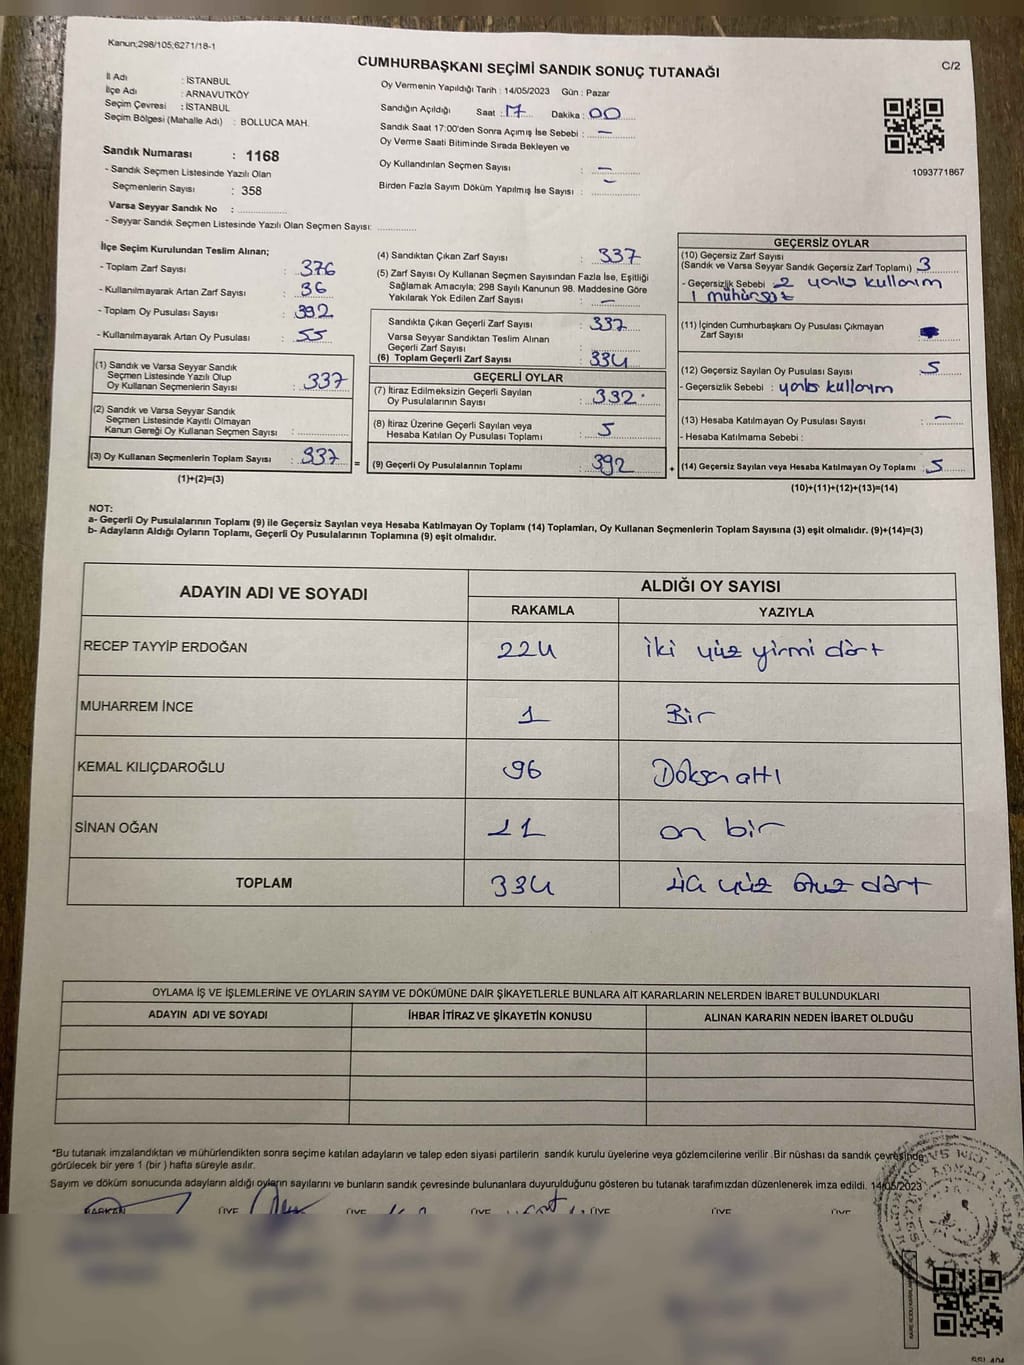 Kanun;298/105;6271/18-1
CUMHURBAŞKANI SEÇİMİ SANDIK SONUÇ TUTANAĞI
C/2
İl Adı : İSTANBUL
İlçe Adı : ARNAVUTKÖY
Seçim Çevresi : İSTANBUL
Seçim Bölgesi (Mahalle Adı) : BOLLUCA MAH.
Oy Vermenin Yapıldığı Tarih : 14/05/2023 Gün : Pazar
Sandığın Açıldığı Saat : 17 Dakika : 00
Sandık Saat 17:00'den Sonra Açımış İse Sebebi : —
Oy Verme Saati Bitiminde Sırada Bekleyen ve
Oy Kullandırılan Seçmen Sayısı : —
Birden Fazla Sayım Döküm Yapılmış İse Sayısı : —
1093771867
Sandık Numarası : 1168
- Sandık Seçmen Listesinde Yazılı Olan
Seçmenlerin Sayısı : 358
Varsa Seyyar Sandık No :
- Seyyar Sandık Seçmen Listesinde Yazılı Olan Seçmen Sayısı:
İlçe Seçim Kurulundan Teslim Alınan;
- Toplam Zarf Sayısı : 376
- Kullanılmayarak Artan Zarf Sayısı : 36
- Toplam Oy Pusulası Sayısı : 392
- Kullanılmayarak Artan Oy Pusulası : 55
(1) Sandık ve Varsa Seyyar Sandık
Seçmen Listesinde Yazılı Olup
Oy Kullanan Seçmenlerin Sayısı : 337
(2) Sandık ve Varsa Seyyar Sandık
Seçmen Listesinde Kayıtlı Olmayan
Kanun Gereği Oy Kullanan Seçmen Sayısı :
(3) Oy Kullanan Seçmenlerin Toplam Sayısı : 337
(1)+(2)=(3)
(4) Sandıktan Çıkan Zarf Sayısı : 337
(5) Zarf Sayısı Oy Kullanan Seçmen Sayısından Fazla İse, Eşitliği
Sağlamak Amacıyla; 298 Sayılı Kanunun 98. Maddesine Göre
Yakılarak Yok Edilen Zarf Sayısı : —
Sandıkta Çıkan Geçerli Zarf Sayısı : 337
Varsa Seyyar Sandıktan Teslim Alınan
Geçerli Zarf Sayısı :
(6) Toplam Geçerli Zarf Sayısı : 334
GEÇERLİ OYLAR
(7) İtiraz Edilmeksizin Geçerli Sayılan
Oy Pusulalarının Sayısı : 332
(8) İtiraz Üzerine Geçerli Sayılan veya
Hesaba Katılan Oy Pusulası Toplamı : 5
= (9) Geçerli Oy Pusulalarının Toplamı : 392 +
GEÇERSİZ OYLAR
(10) Geçersiz Zarf Sayısı
(Sandık ve Varsa Seyyar Sandık Geçersiz Zarf Toplamı) 3
- Geçersizlik Sebebi 2 yanlış kullanım
1 mühürsüz
(11) İçinden Cumhurbaşkanı Oy Pusulası Çıkmayan
Zarf Sayısı :
(12) Geçersiz Sayılan Oy Pusulası Sayısı : 5
- Geçersizlik Sebebi : yanlış kullanım
(13) Hesaba Katılmayan Oy Pusulası Sayısı : —
- Hesaba Katılmama Sebebi :
(14) Geçersiz Sayılan veya Hesaba Katılmayan Oy Toplamı : 5
(10)+(11)+(12)+(13)=(14)
NOT:
a- Geçerli Oy Pusulalarının Toplamı (9) ile Geçersiz Sayılan veya Hesaba Katılmayan Oy Toplamı (14) Toplamları, Oy Kullanan Seçmenlerin Toplam Sayısına (3) eşit olmalıdır. (9)+(14)=(3)
b- Adayların Aldığı Oyların Toplamı, Geçerli Oy Pusulalarının Toplamına (9) eşit olmalıdır.
ADAYIN ADI VE SOYADI ALDIĞI OY SAYISI
RAKAMLA YAZIYLA
RECEP TAYYİP ERDOĞAN 224 iki yüz yirmi dört
MUHARREM İNCE 1 Bir
KEMAL KILIÇDAROĞLU 96 Doksan altı
SİNAN OĞAN 11 on bir
TOPLAM 334 yüz otuz dört
OYLAMA İŞ VE İŞLEMLERİNE VE OYLARIN SAYIM VE DÖKÜMÜNE DAİR ŞİKAYETLERLE BUNLARA AİT KARARLARIN NELERDEN İBARET BULUNDUKLARI
ADAYIN ADI VE SOYADI İHBAR İTİRAZ VE ŞİKAYETİN KONUSU ALINAN KARARIN NEDEN İBARET OLDUĞU
*Bu tutanak imzalandıktan ve mühürlendikten sonra seçime katılan adayların ve talep eden siyasi partilerin sandık kurulu üyelerine veya gözlemcilerine verilir .Bir nüshası da sandık çevresinde
görülecek bir yere 1 (bir ) hafta süreyle asılır.
Sayım ve döküm sonucunda adayların aldığı oyların sayılarını ve bunların sandık çevresinde bulunanlara duyurulduğunu gösteren bu tutanak tarafımızdan düzenlenerek imza edildi. 14/05/2023
BAŞKAN ÜYE ÜYE ÜYE ÜYE ÜYE ÜYE